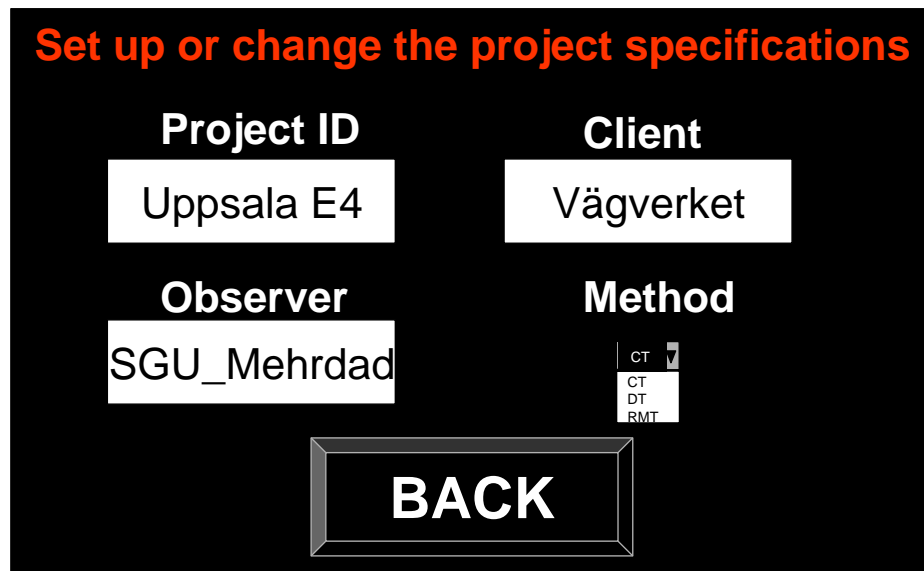 Set up or change the project specifications
Project ID
Client
Uppsala E4
Vägverket
Observer
Method
SGU_Mehrdad
CT
CT
DT
RMT
BACK